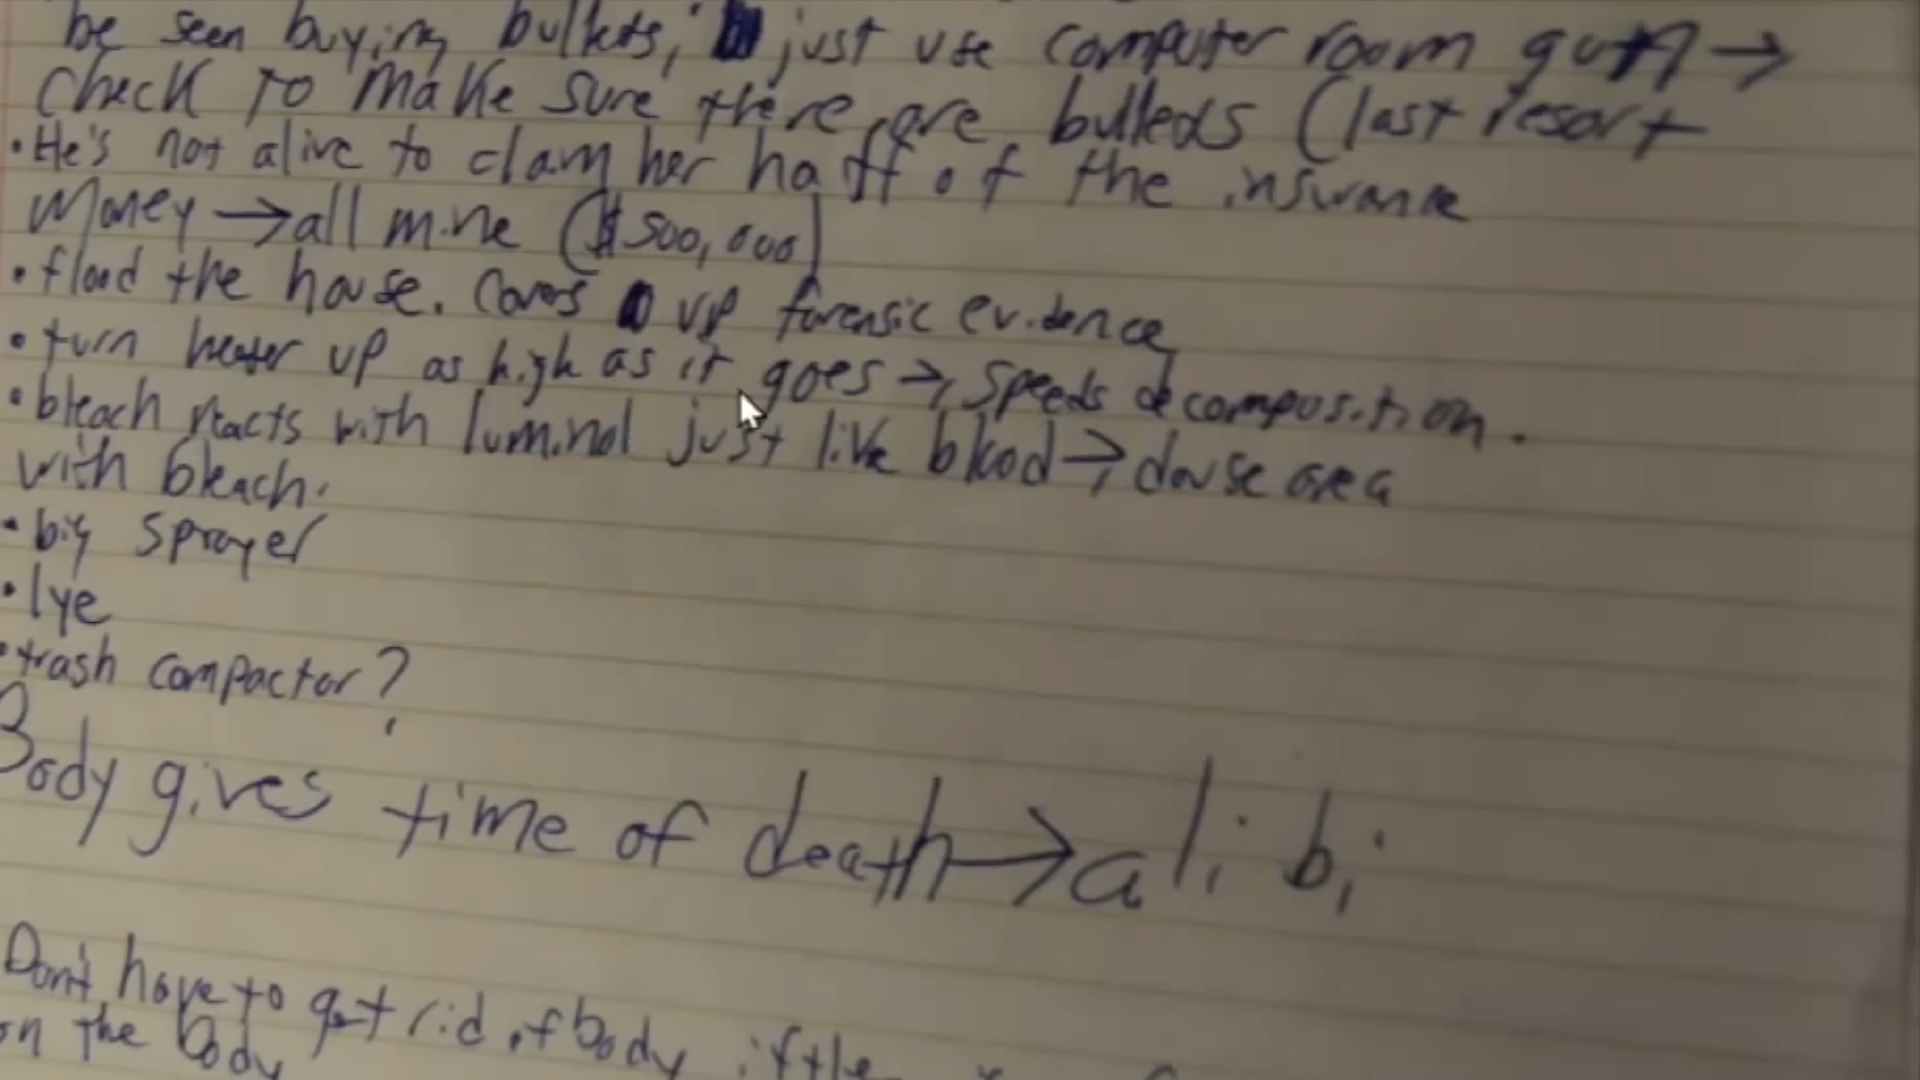 be seen buying bullets, just use computer room gun →
check to make sure there are bulleds (last resort
• He's not alive to clam her half of the insurance
Money → all mine ($500,000)
• flood the house. Covers up forensic evidence
• turn heater up as high as it goes →, speeds decomposition.
• bleach reacts with luminol just like blood →, douse area
with bleach.
• big sprayer
• lye
• trash compactor?
Body gives time of death → alibi
Don't have to get rid of body if
on the body